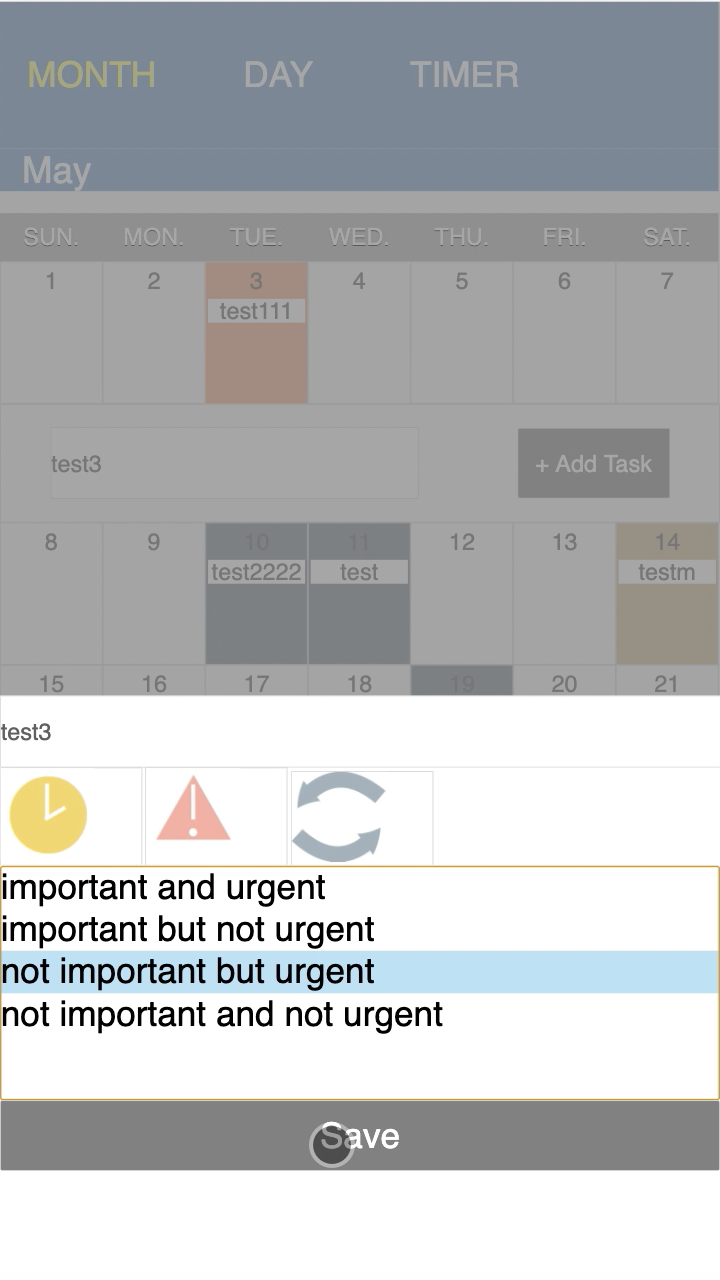 MONTH DAY TIMER
May
SUN. MON. TUE. WED. THU. FRI. SAT.
1 2 3 4 5 6 7
test111
test3 + Add Task
8 9 10 11 12 13 14
test2222 test testm
15 16 17 18 19 20 21
test3
important and urgent
important but not urgent
not important but urgent
not important and not urgent
Save